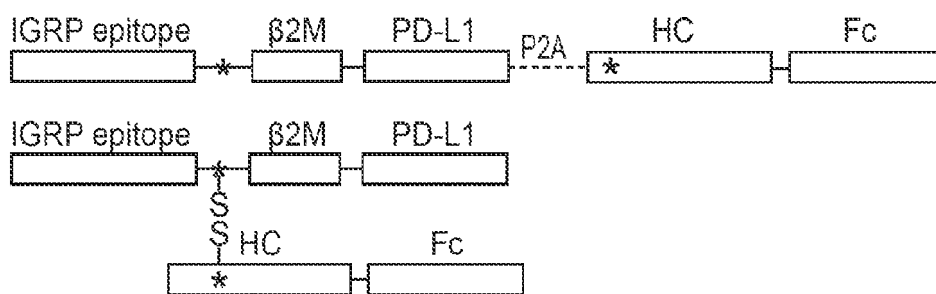 IGRP epitope β2M PD-L1 P2A HC Fc
*
*
IGRP epitope β2M PD-L1
*
S
S
HC Fc
*